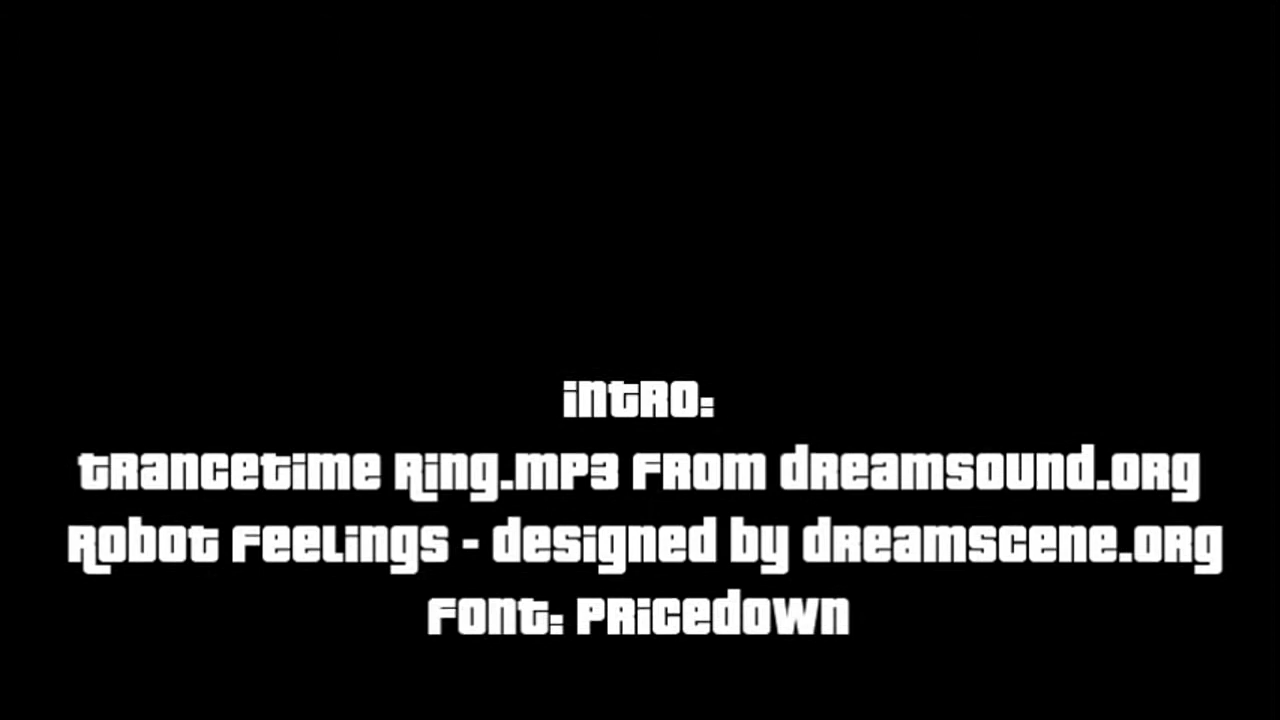 intro:
trancetime Ring.mp3 from dreamsound.org
Robot Feelings - designed by dreamscene.org
Font: Pricedown